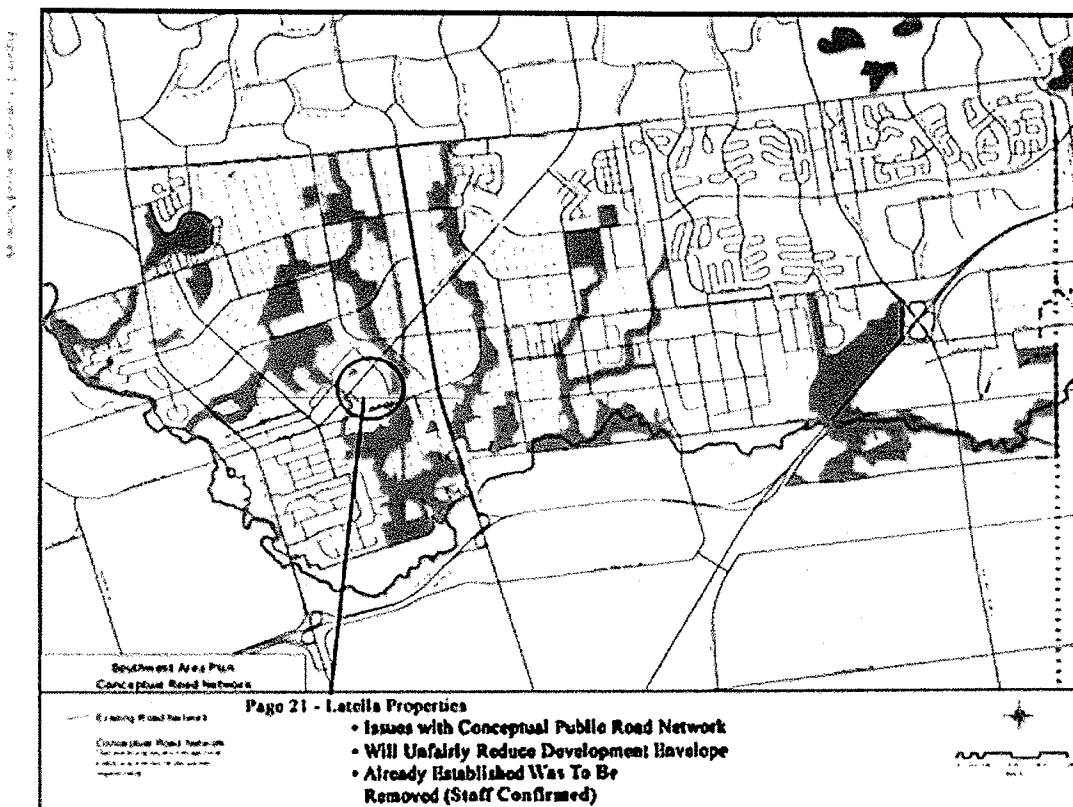 Southwest Area Plan
Conceptual Road Network
Existing Road Network
Conceptual Road Network
Page 21 - Latella Properties
• Issues with Conceptual Public Road Network
• Will Unfairly Reduce Development Envelope
• Already Established Was To Be
Removed (Staff Confirmed)